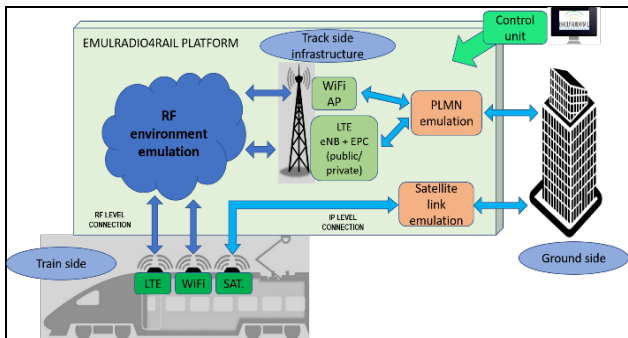 EMULRADIO4RAIL PLATFORM
Control
unit
Track side
infrastructure
WiFi
AP
PLMN
emulation
RF
environment
emulation
LTE
eNB + EPC
(public/
private)
Satellite
link
emulation
RF LEVEL
CONNECTION
IP LEVEL
CONNECTION
Train side
LTE
WiFi
SAT.
Ground side